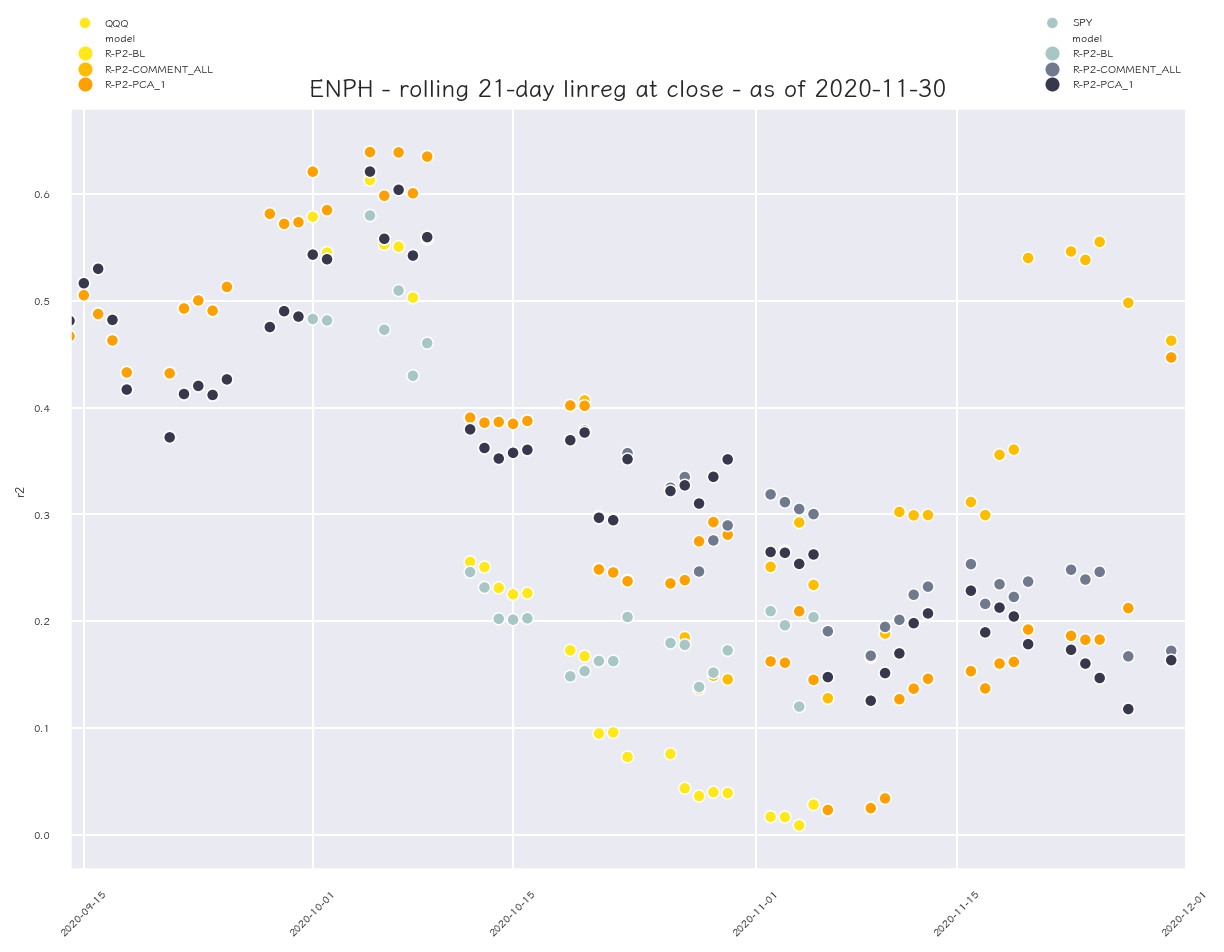 QQQ
model
R-P2-BL
R-P2-COMMENT_ALL
R-P2-PCA_1
SPY
model
R-P2-BL
R-P2-COMMENT_ALL
R-P2-PCA_1
ENPH - rolling 21-day linreg at close - as of 2020-11-30
r2
0.6
0.5
0.4
0.3
0.2
0.1
0.0
2020-09-15
2020-10-01
2020-10-15
2020-11-01
2020-11-15
2020-12-01